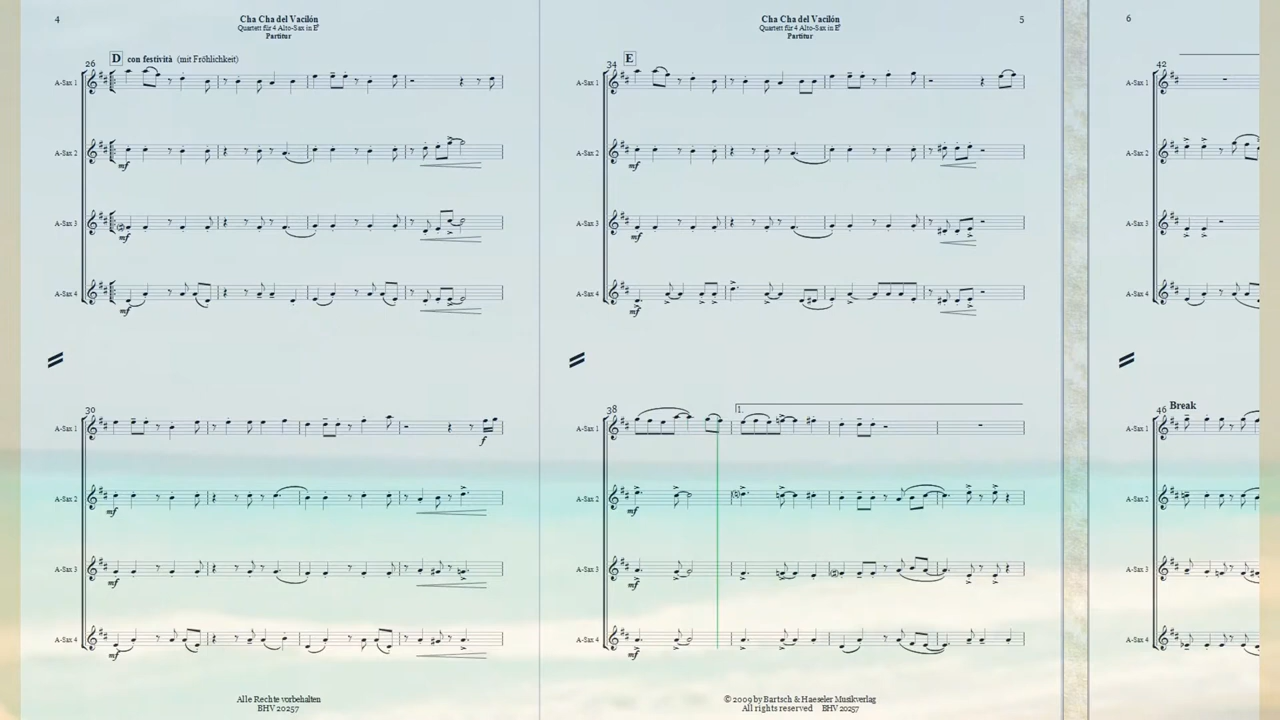 4
Cha Cha del Vacilón
Quartett für 4 Alto-Sax in E♭
Partitur
D con festività (mit Fröhlichkeit)
26
A-Sax 1
A-Sax 2
mf
A-Sax 3
mf
A-Sax 4
mf
30
A-Sax 1
f
A-Sax 2
mf
A-Sax 3
mf
A-Sax 4
mf
Alle Rechte vorbehalten
BHV 20257
Cha Cha del Vacilón
5
Quartett für 4 Alto-Sax in E♭
Partitur
E
34
A-Sax 1
A-Sax 2
mf
A-Sax 3
mf
A-Sax 4
mf
38
1.
A-Sax 1
A-Sax 2
mf
A-Sax 3
A-Sax 4
mf
© 2009 by Bartsch & Haeseler Musikverlag
All rights reserved BHV 20257
6
42
A-Sax 1
A-Sax 2
A-Sax 3
A-Sax 4
46 Break
A-Sax 1
A-Sax 2
A-Sax 3
A-Sax 4